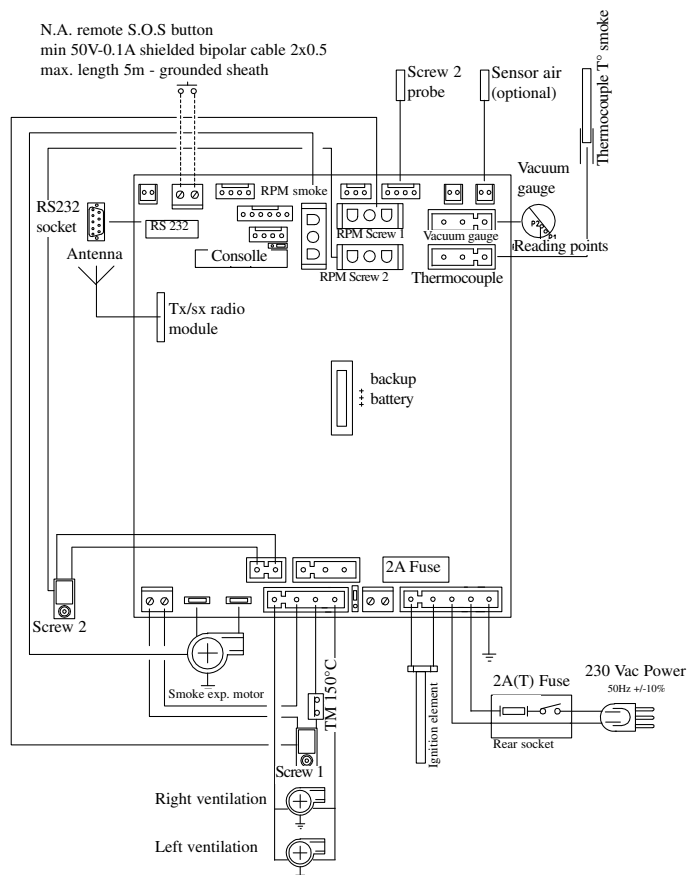 N.A. remote S.O.S button
min 50V-0.1A shielded bipolar cable 2x0.5
max. length 5m - grounded sheath
Screw 2
probe
Sensor air
(optional)
Thermocouple T° smoke
Vacuum
gauge
RPM smoke
RS232
socket
RS 232
RPM Screw 1
Vacuum gauge
Reading points
Antenna
Consolle
RPM Screw 2
Thermocouple
Tx/sx radio
module
backup
battery
2A Fuse
Screw 2
Smoke exp. motor
TM 150°C
Ignition element
2A(T) Fuse
230 Vac Power
50Hz +/-10%
Rear socket
Screw 1
Right ventilation
Left ventilation